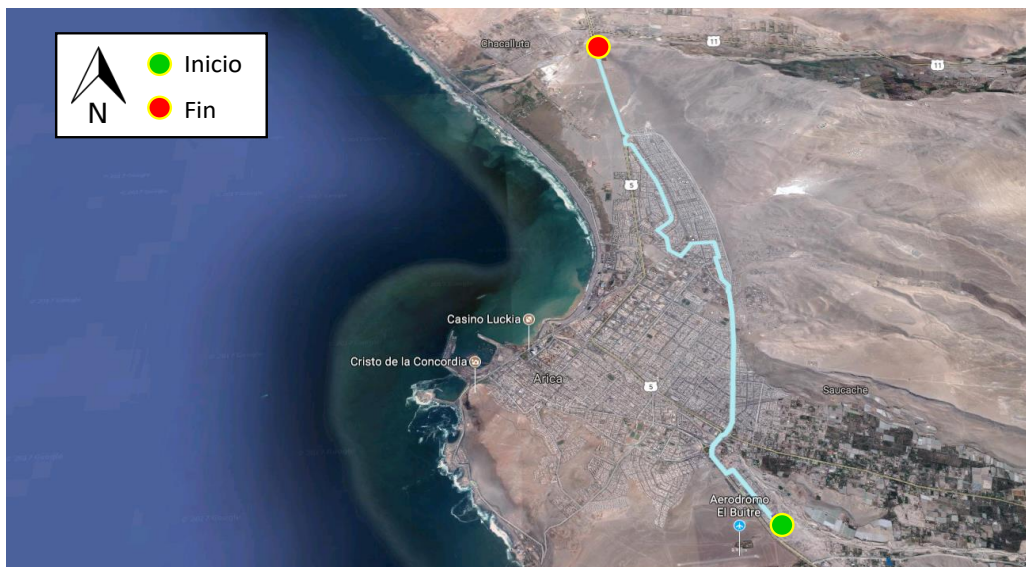 Inicio
Fin
N
Chacalluta
11
11
5
Casino Luckia
Cristo de la Concordia
Arica
5
Saucache
Aerodromo
El Buitre